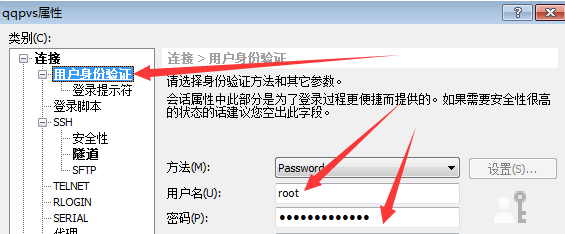 qqpvs属性
类别(C):
连接
用户身份验证
登录提示符
登录脚本
SSH
安全性
隧道
SFTP
TELNET
RLOGIN
SERIAL
代理
连接 > 用户身份验证
请选择身份验证方法和其它参数。
会话属性中此部分是为了登录过程更便捷而提供的。如果需要安全性很高
的状态的话建议您空出此字段。
方法(M):
Password
设置(S)...
用户名(U):
root
密码(P):
•••••••••••••